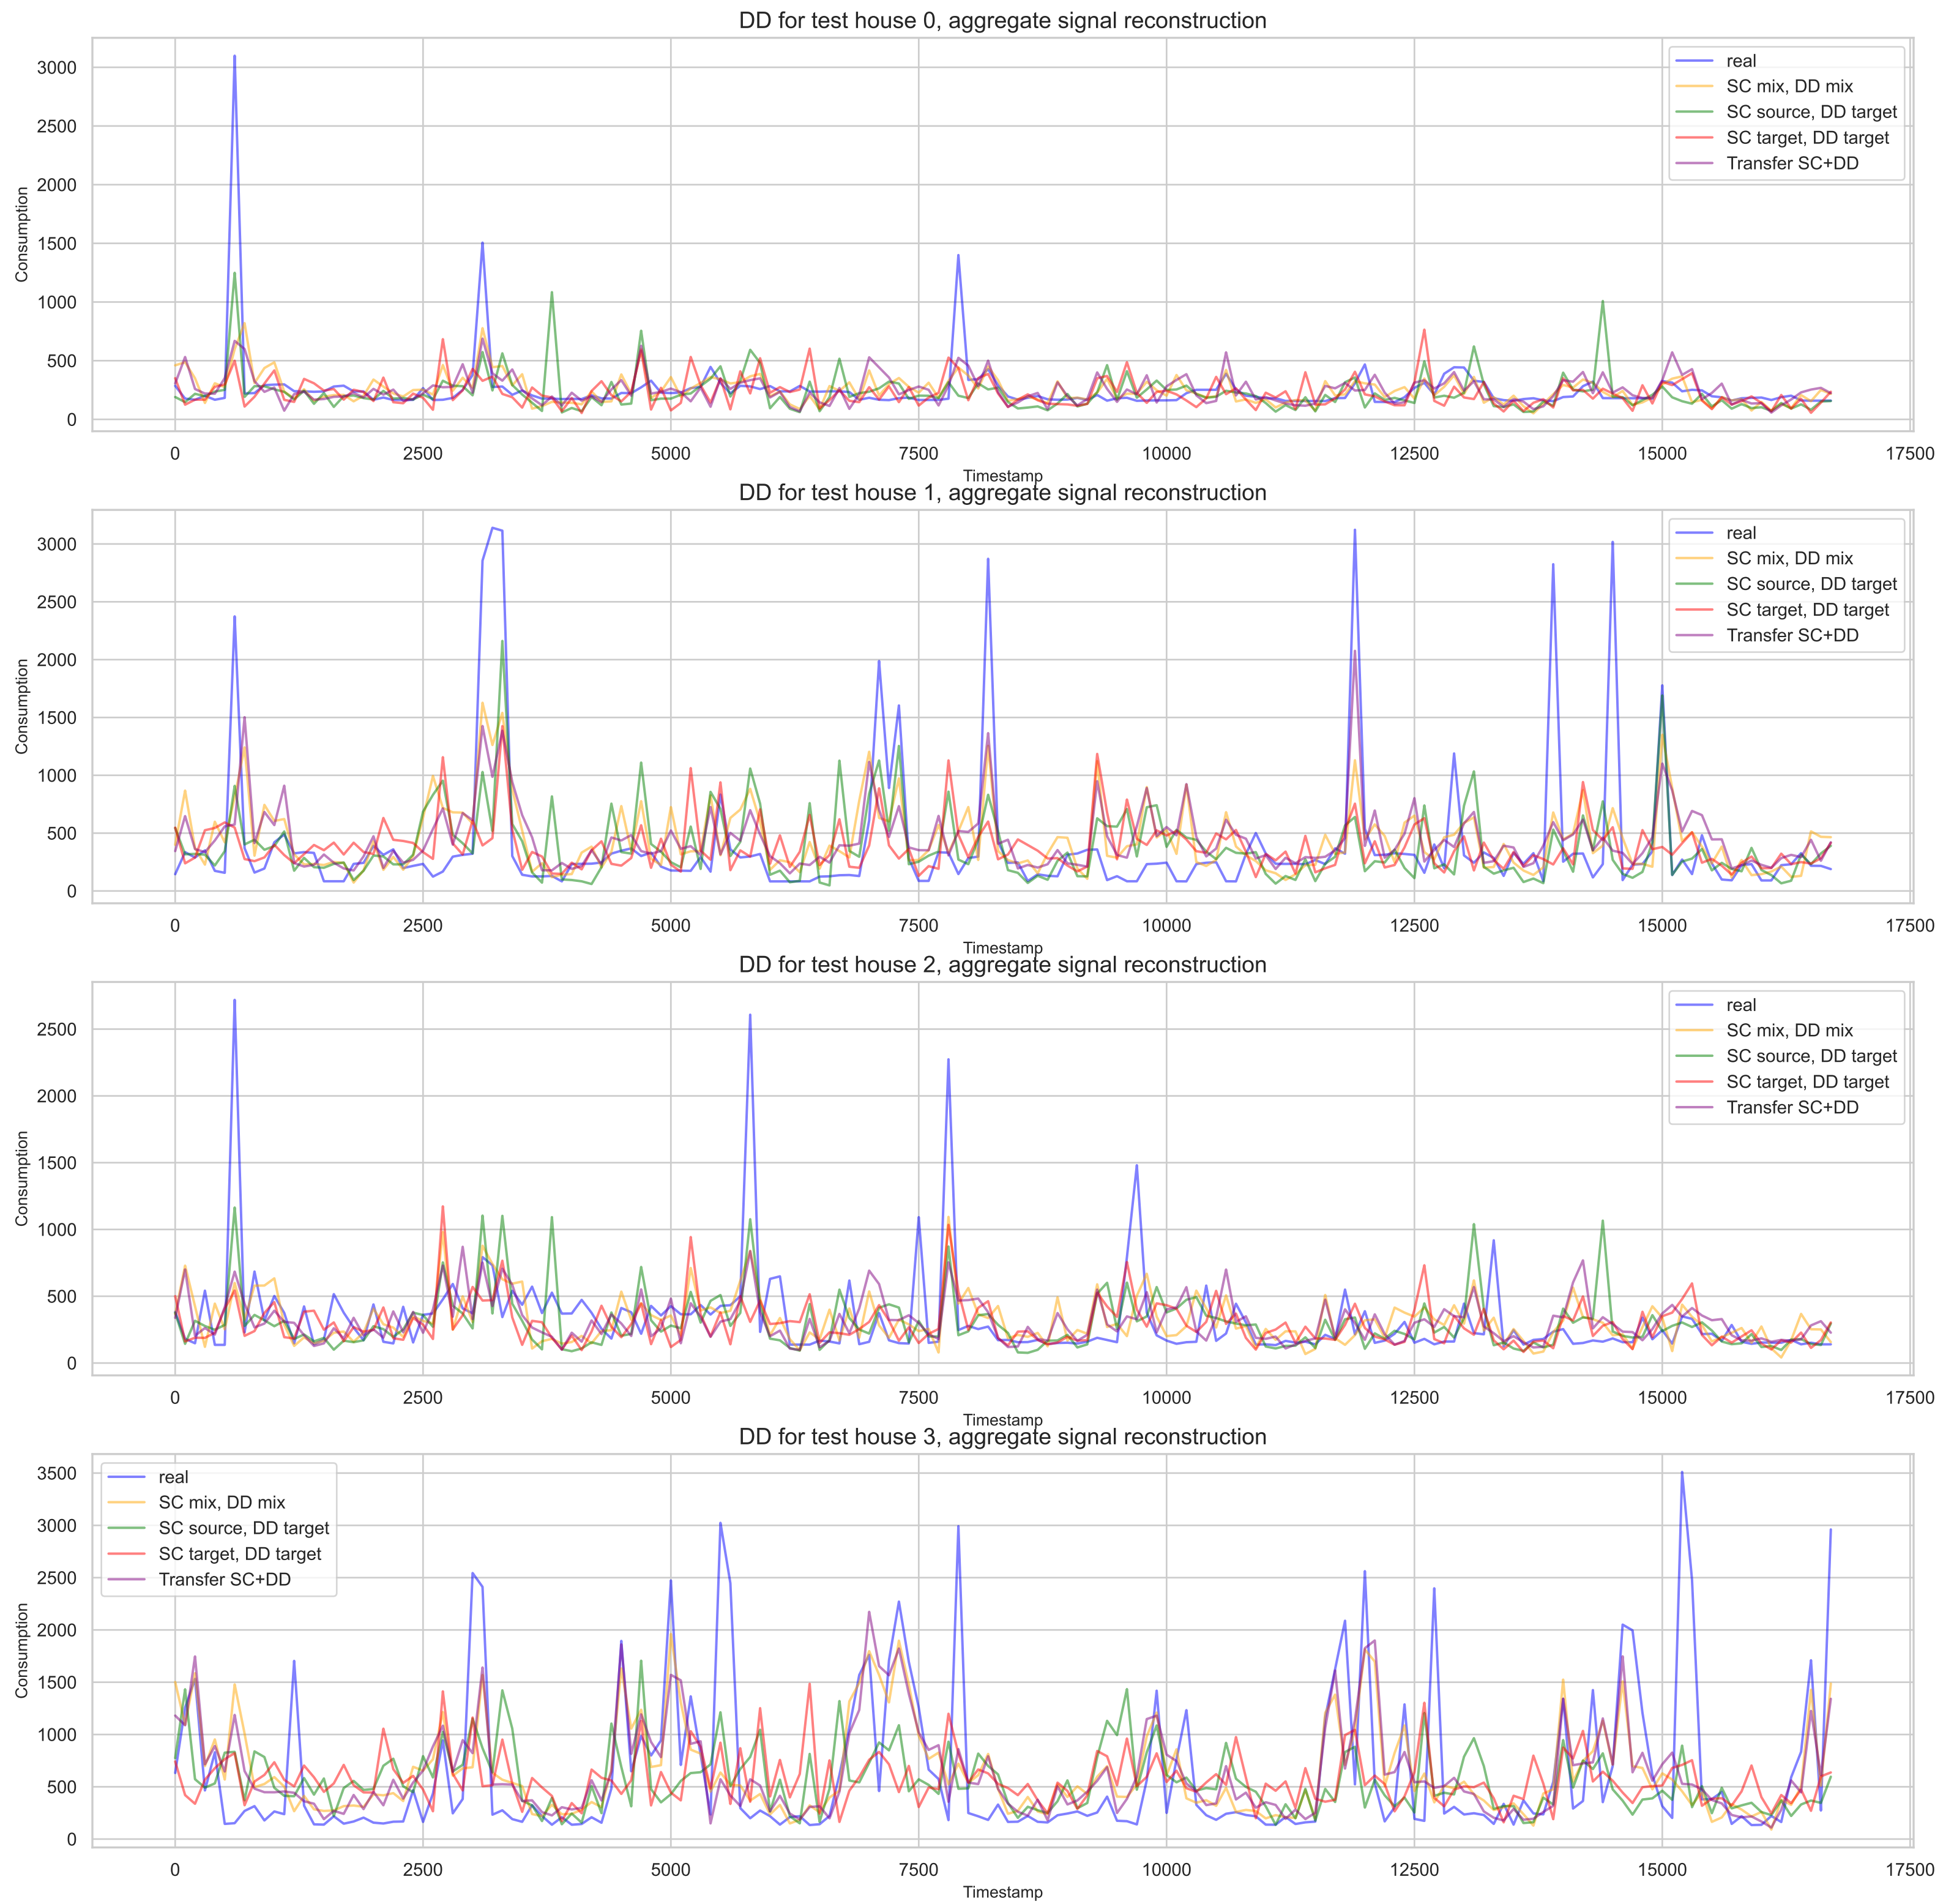 DD for test house 0, aggregate signal reconstruction
Consumption
3000
2500
2000
1500
1000
500
0
real
SC mix, DD mix
SC source, DD target
SC target, DD target
Transfer SC+DD
0 2500 5000 7500 10000 12500 15000 17500
Timestamp
DD for test house 1, aggregate signal reconstruction
Consumption
3000
2500
2000
1500
1000
500
0
real
SC mix, DD mix
SC source, DD target
SC target, DD target
Transfer SC+DD
0 2500 5000 7500 10000 12500 15000 17500
Timestamp
DD for test house 2, aggregate signal reconstruction
Consumption
2500
2000
1500
1000
500
0
real
SC mix, DD mix
SC source, DD target
SC target, DD target
Transfer SC+DD
0 2500 5000 7500 10000 12500 15000 17500
Timestamp
DD for test house 3, aggregate signal reconstruction
Consumption
3500
3000
2500
2000
1500
1000
500
0
real
SC mix, DD mix
SC source, DD target
SC target, DD target
Transfer SC+DD
0 2500 5000 7500 10000 12500 15000 17500
Timestamp